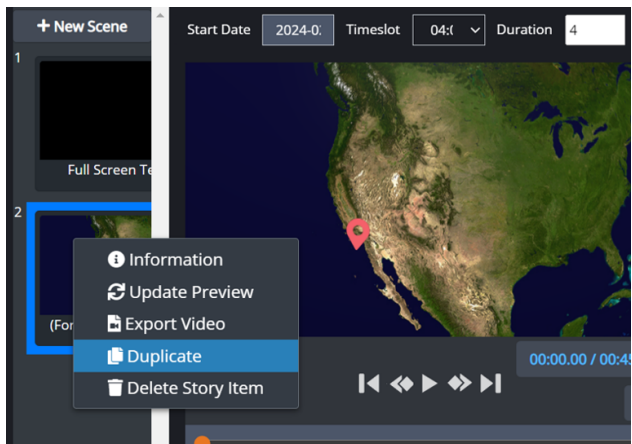 + New Scene
Start Date 2024-0 Timeslot 04:0 Duration 4
1
Full Screen Te
2
Information
Update Preview
(For
Export Video
Duplicate
Delete Story Item
00:00.00 / 00:45